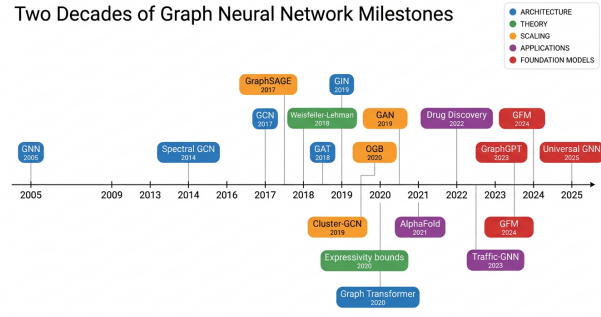 Two Decades of Graph Neural Network Milestones
ARCHITECTURE
THEORY
SCALING
APPLICATIONS
FOUNDATION MODELS
GraphSAGE
2017
GIN
2019
GCN
2017
Weisfeiler-Lehman
2018
GAN
2019
Drug Discovery
2022
GFM
2024
GNN
2005
Spectral GCN
2014
GAT
2018
OGB
2020
GraphGPT
2023
Universal GNN
2025
2005
2009
2013
2014
2016
2017
2018
2019
2020
2021
2022
2023
2024
2025
Cluster-GCN
2019
AlphaFold
2021
GFM
2024
Expressivity bounds
2020
Traffic-GNN
2023
Graph Transformer
2020